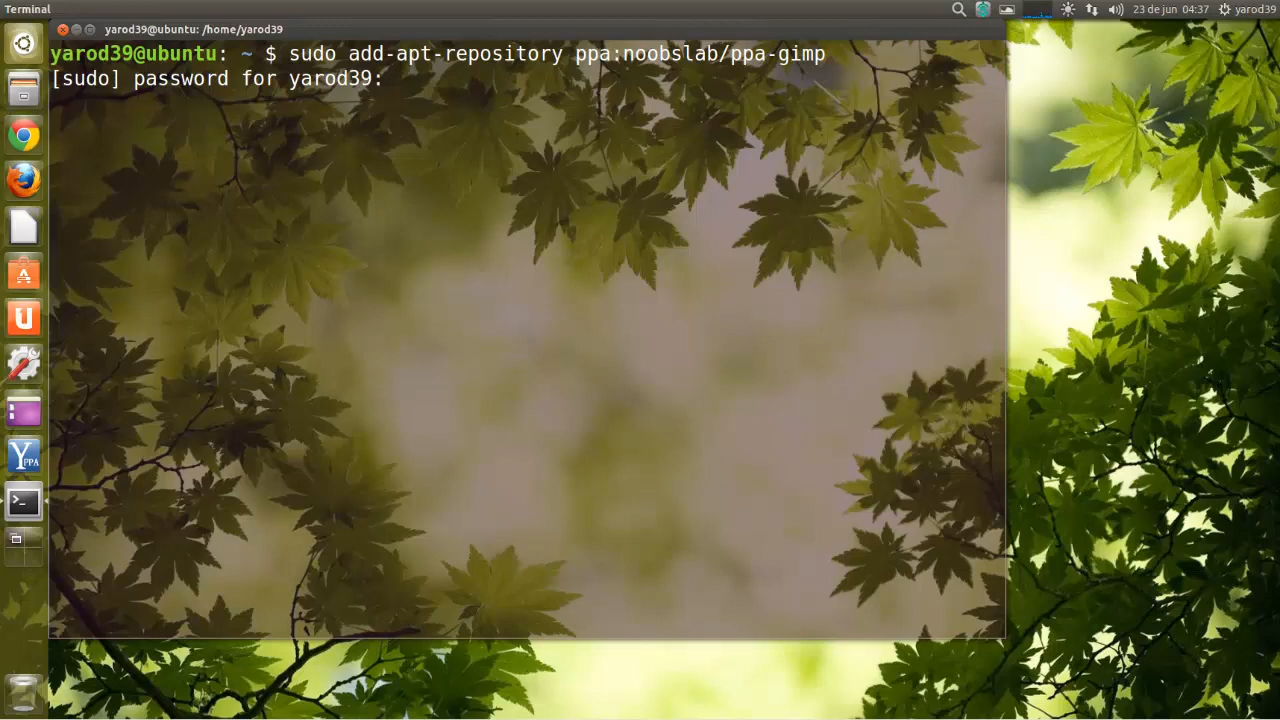 Terminal
23 de jun 04:37
yarod39
yarod39@ubuntu: /home/yarod39
yarod39@ubuntu: ~ $ sudo add-apt-repository ppa:noobslab/ppa-gimp
[sudo] password for yarod39:
Y PPA
>_